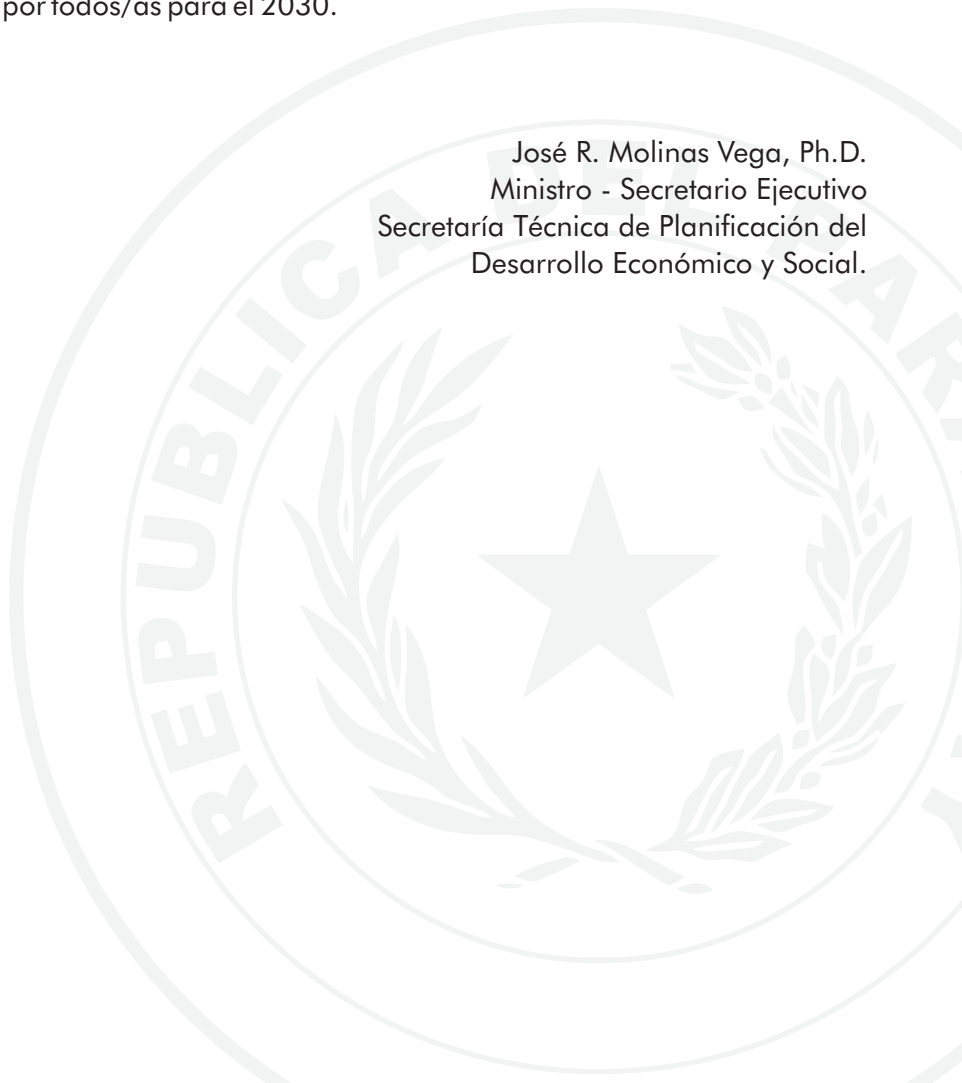 por todos/as para el 2030.
José R. Molinas Vega, Ph.D.
Ministro - Secretario Ejecutivo
Secretaría Técnica de Planificación del
Desarrollo Económico y Social.
REPUBLICA DEL PARA